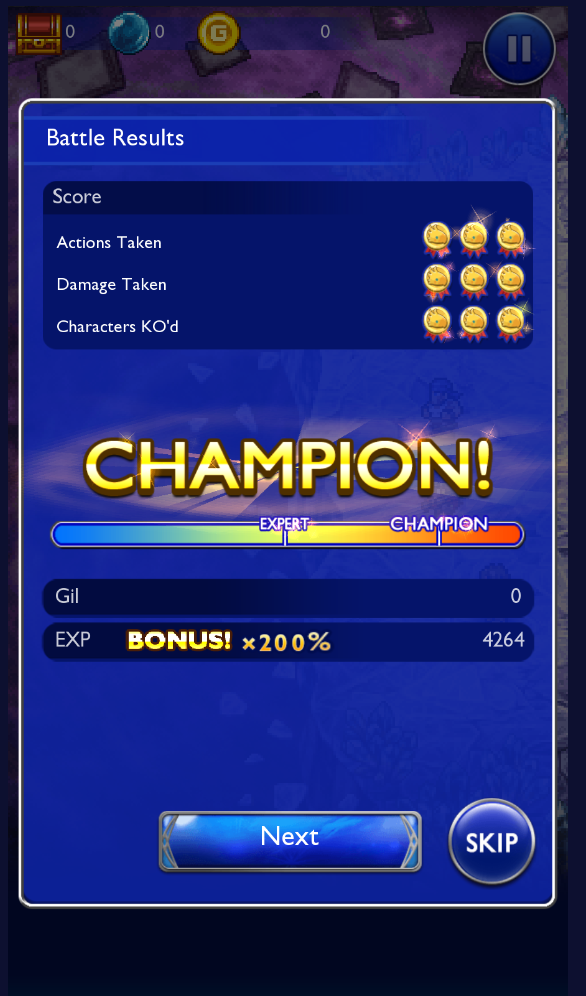 0 0 G 0
Battle Results
Score
Actions Taken
Damage Taken
Characters KO'd
CHAMPION!
EXPERT CHAMPION
Gil 0
EXP BONUS! ×200% 4264
Next
SKIP